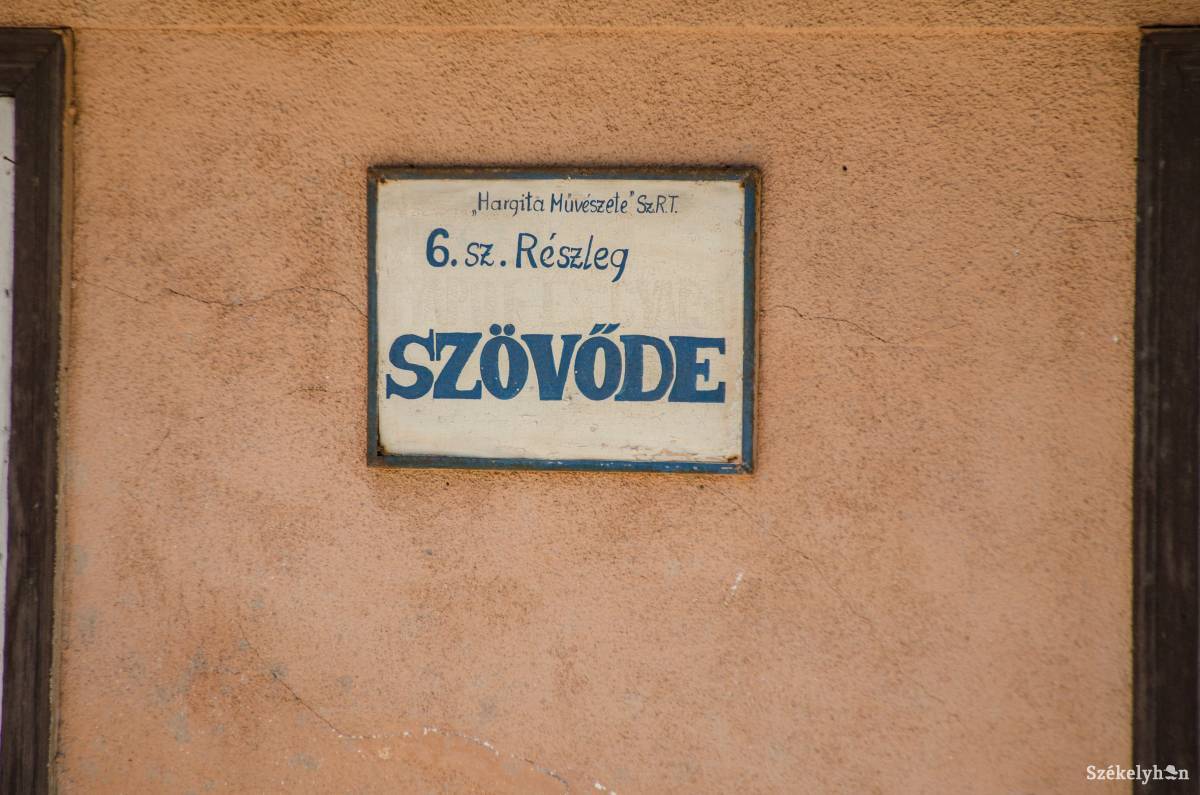 „Hargita Művészete” Sz.R.T.
6. sz. Részleg
SZÖVŐDE
Székelyhon